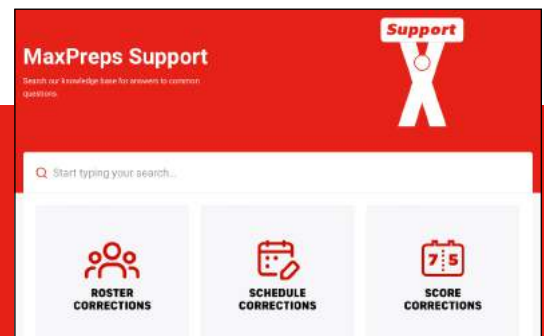 Support
MaxPreps Support
Search our knowledge base for answers to common
questions.
Start typing your search...
7 5
ROSTER
CORRECTIONS
SCHEDULE
CORRECTIONS
SCORE
CORRECTIONS